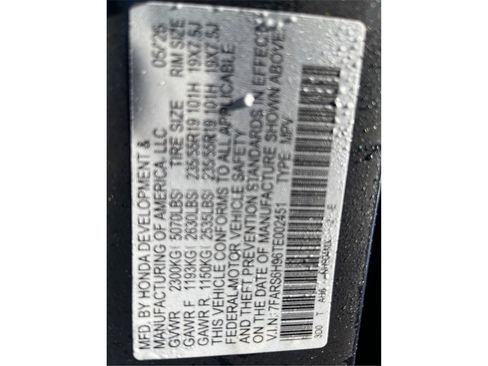 MFD. BY HONDA DEVELOPMENT & 05/25
MANUFACTURING OF AMERICA, LLC
TIRE SIZE RIM SIZE
GVWR 2300KG( 5070LBS)
GAWR F 1193KG( 2630LBS) 235/55R19 101H 19X7.5J
GAWR R 1150KG( 2535LBS) 235/55R19 101H 19X7.5J
THIS VEHICLE CONFORMS TO ALL APPLICABLE
FEDERAL MOTOR VEHICLE SAFETY
THEFT PREVENTION STANDARDS IN EFFECT
ON THE DATE OF MANUFACTURE SHOWN ABOVE.
V.I.N.: 7FARS6H96TE002451 TYPE: MPV